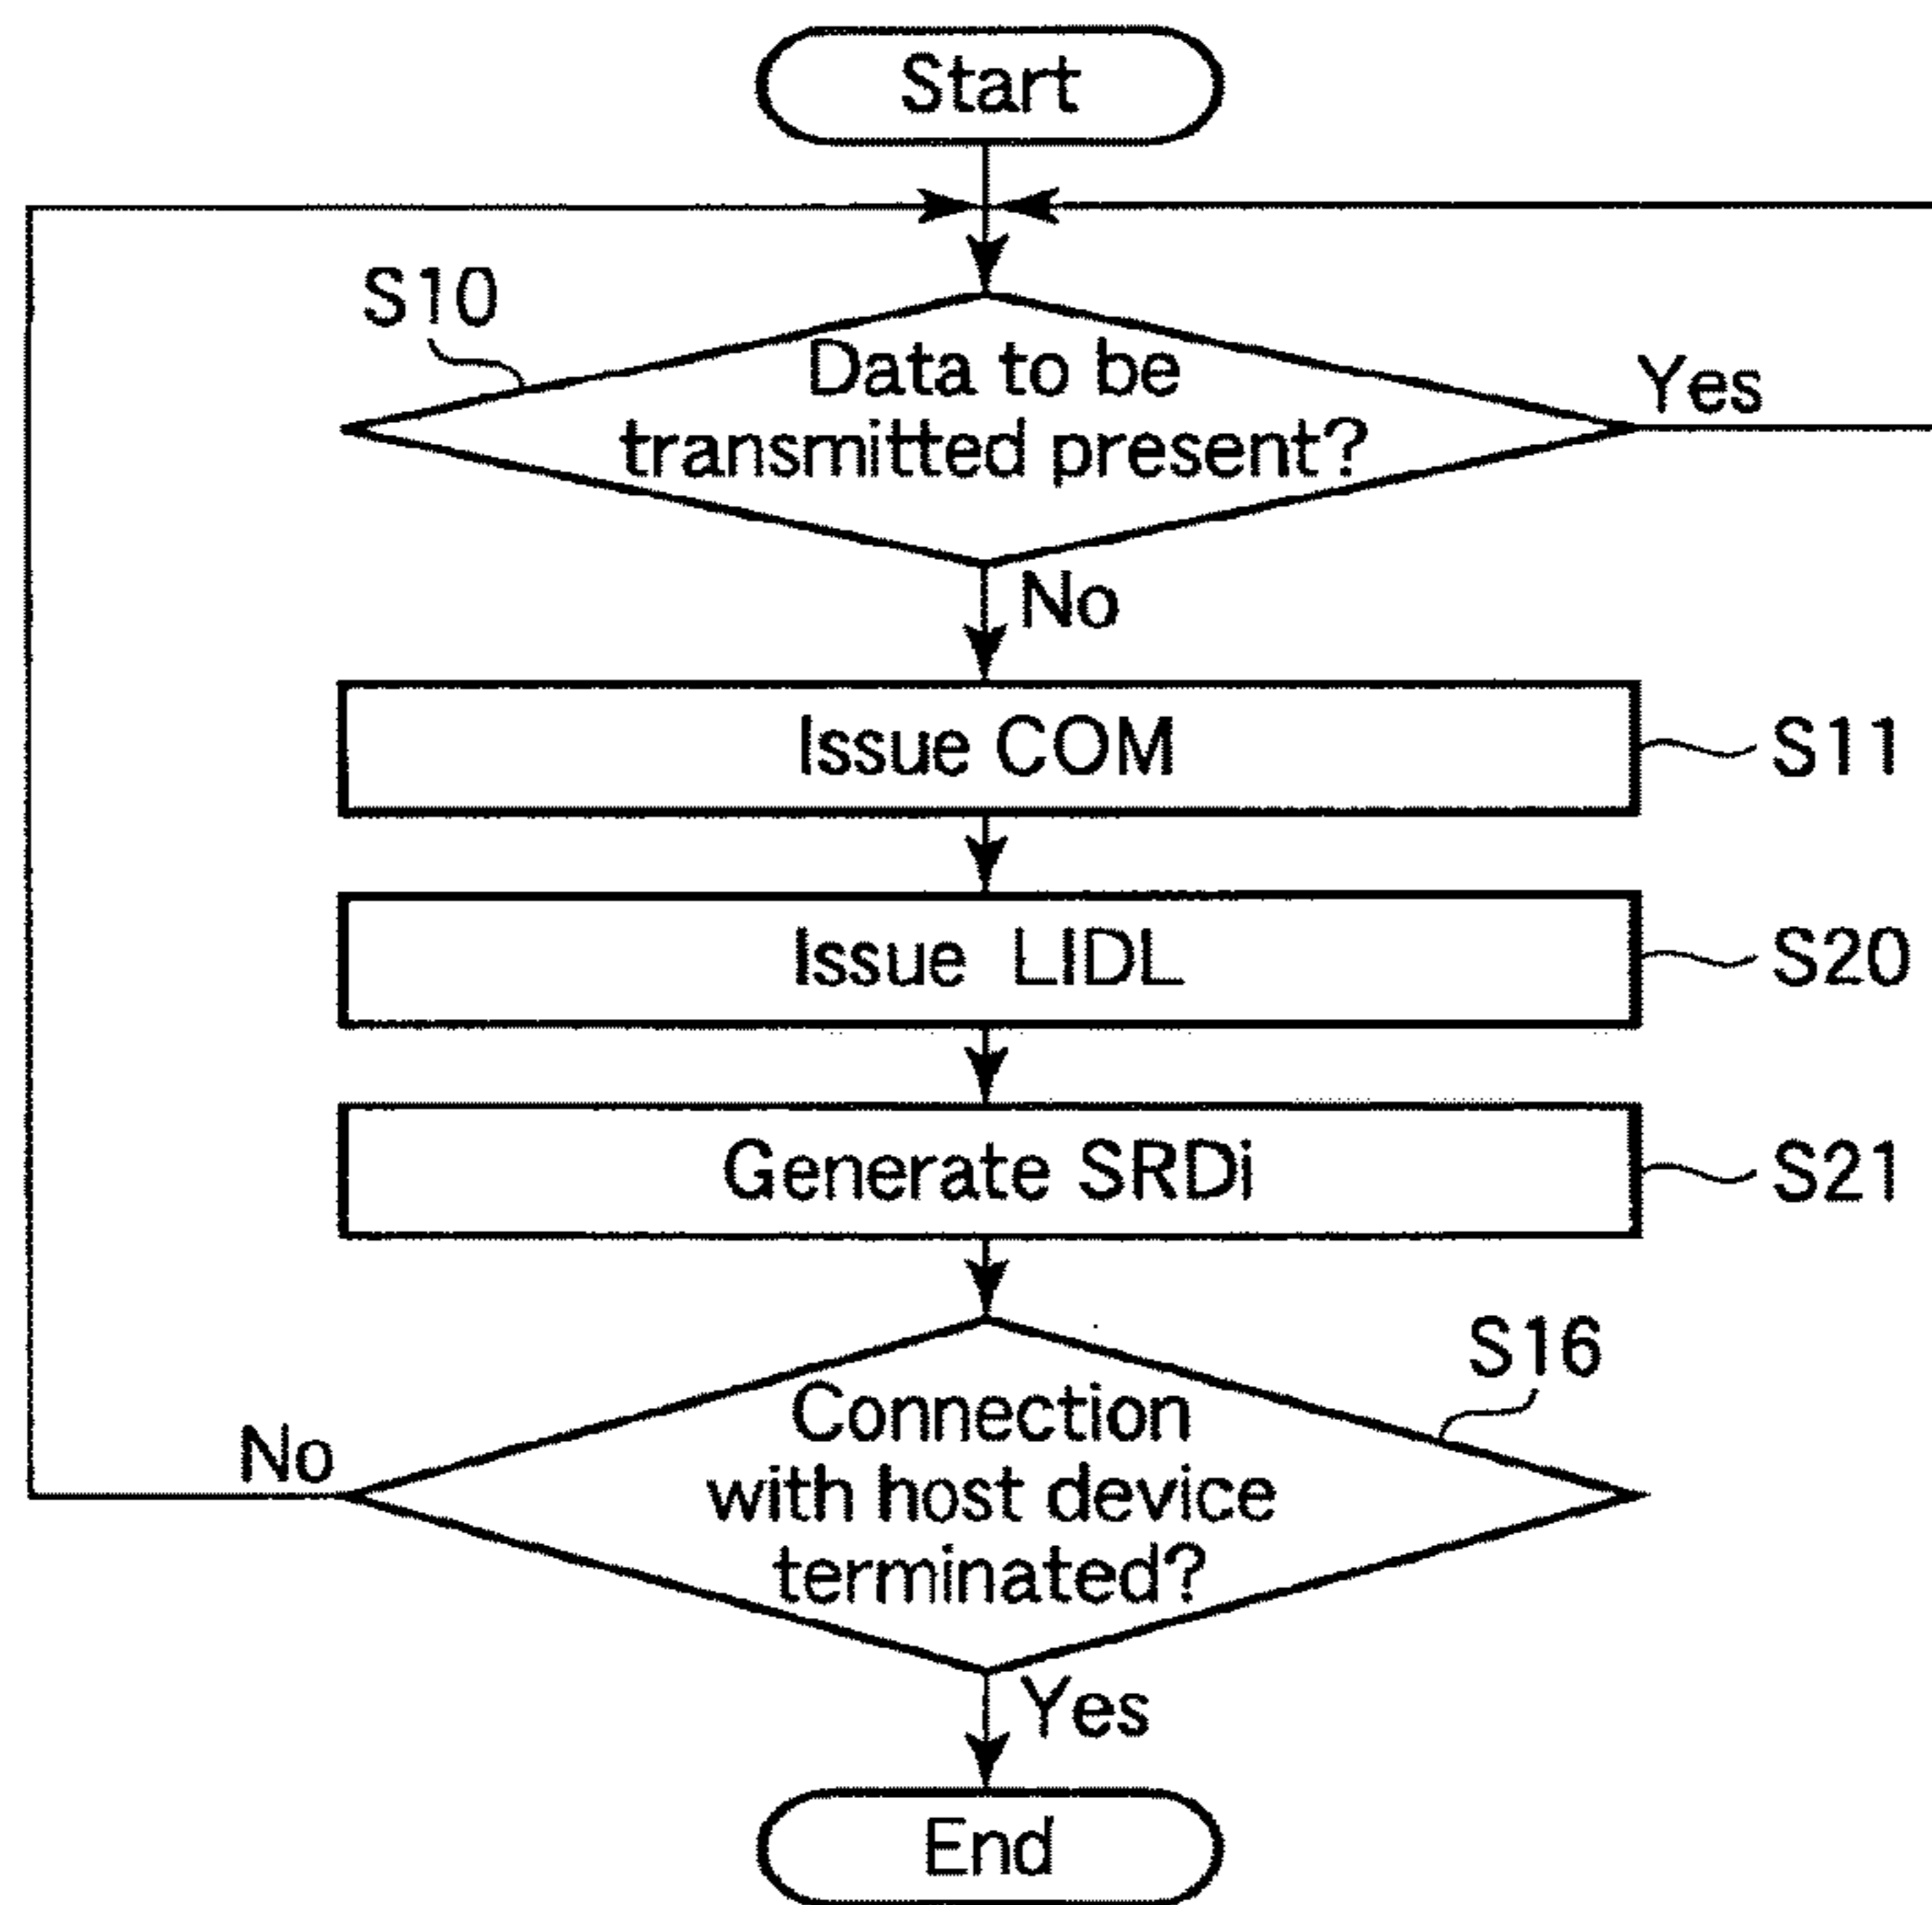 Start
S10
Data to be
transmitted present?
Yes
No
Issue COM
S11
Issue LIDL
S20
Generate SRDi
S21
S16
Connection
with host device
terminated?
No
Yes
End